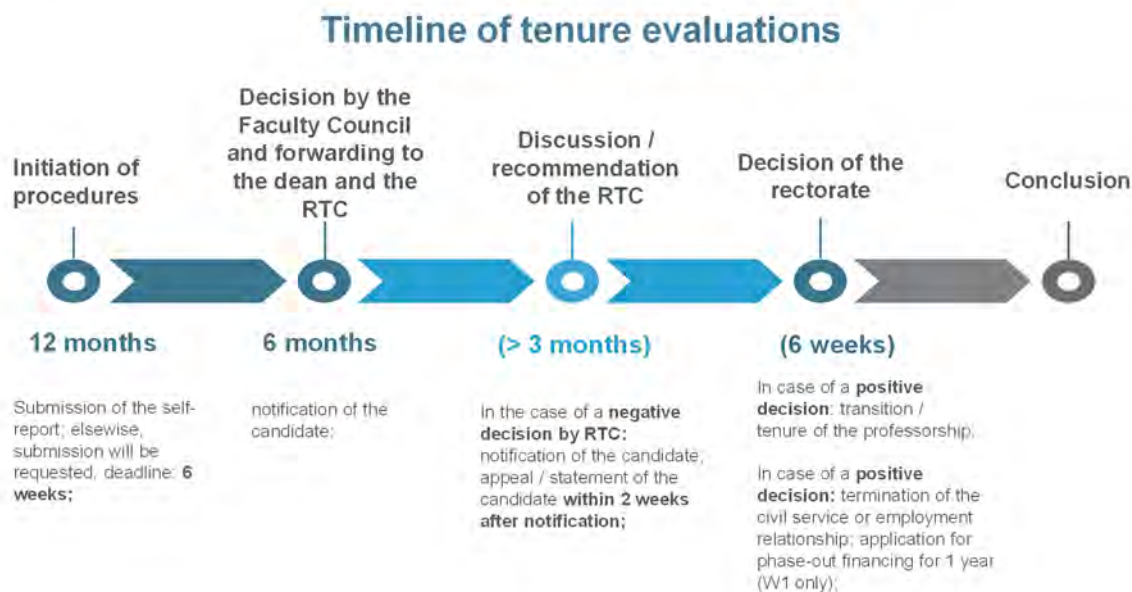 Timeline of tenure evaluations
Initiation of
procedures
Decision by the
Faculty Council
and forwarding to
the dean and the
RTC
Discussion /
recommendation
of the RTC
Decision of the
rectorate
Conclusion
12 months
6 months
(> 3 months)
(6 weeks)
Submission of the self-
report; elsewise,
submission will be
requested, deadline: 6
weeks;
notification of the
candidate;
In the case of a negative
decision by RTC:
notification of the candidate;
appeal / statement of the
candidate within 2 weeks
after notification;
In case of a positive
decision: transition /
tenure of the professorship;
In case of a positive
decision: termination of the
civil service or employment
relationship; application for
phase-out financing for 1 year
(W1 only);